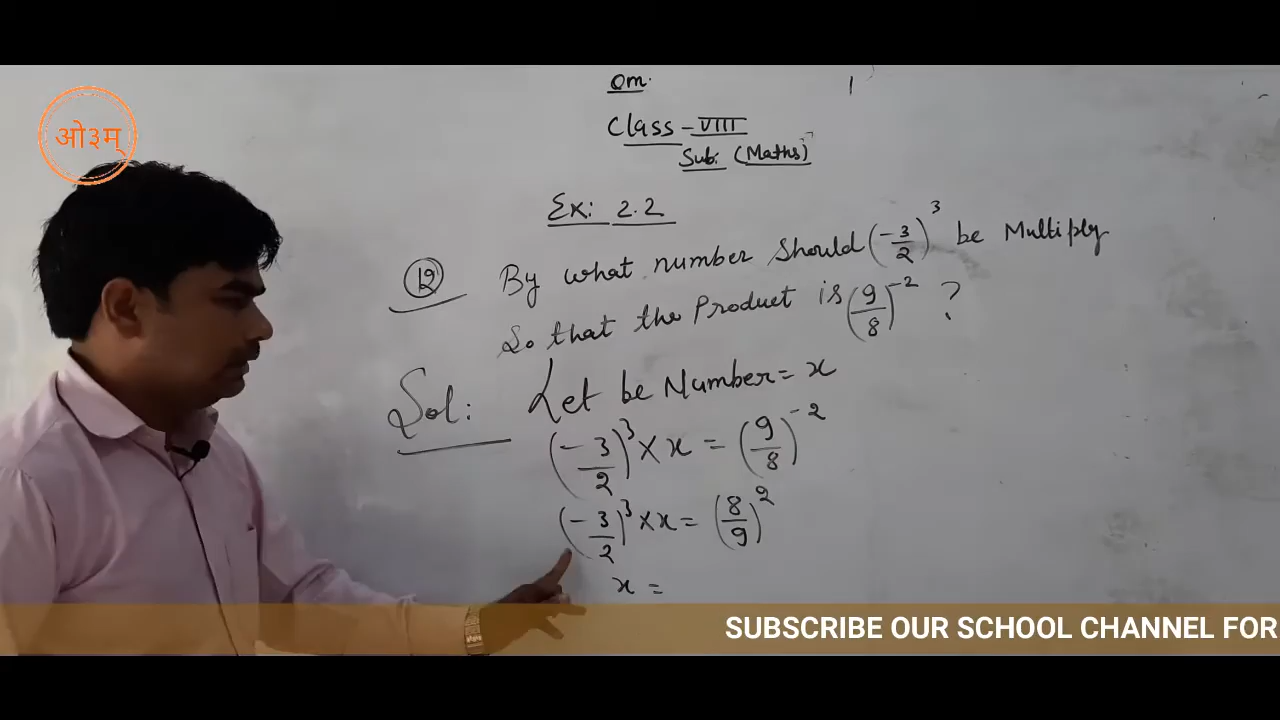 Om.
ओ३म्
Class - VIII
Sub: (Maths)
Ex: 2.2
12 By what number should (-3/2)^3 be Multiply
So that the Product is (9/8)^-2 ?
Sol: Let be Number = x
(-3/2)^3 × x = (9/8)^-2
(-3/2)^3 × x = (8/9)^2
x =
SUBSCRIBE OUR SCHOOL CHANNEL FOR